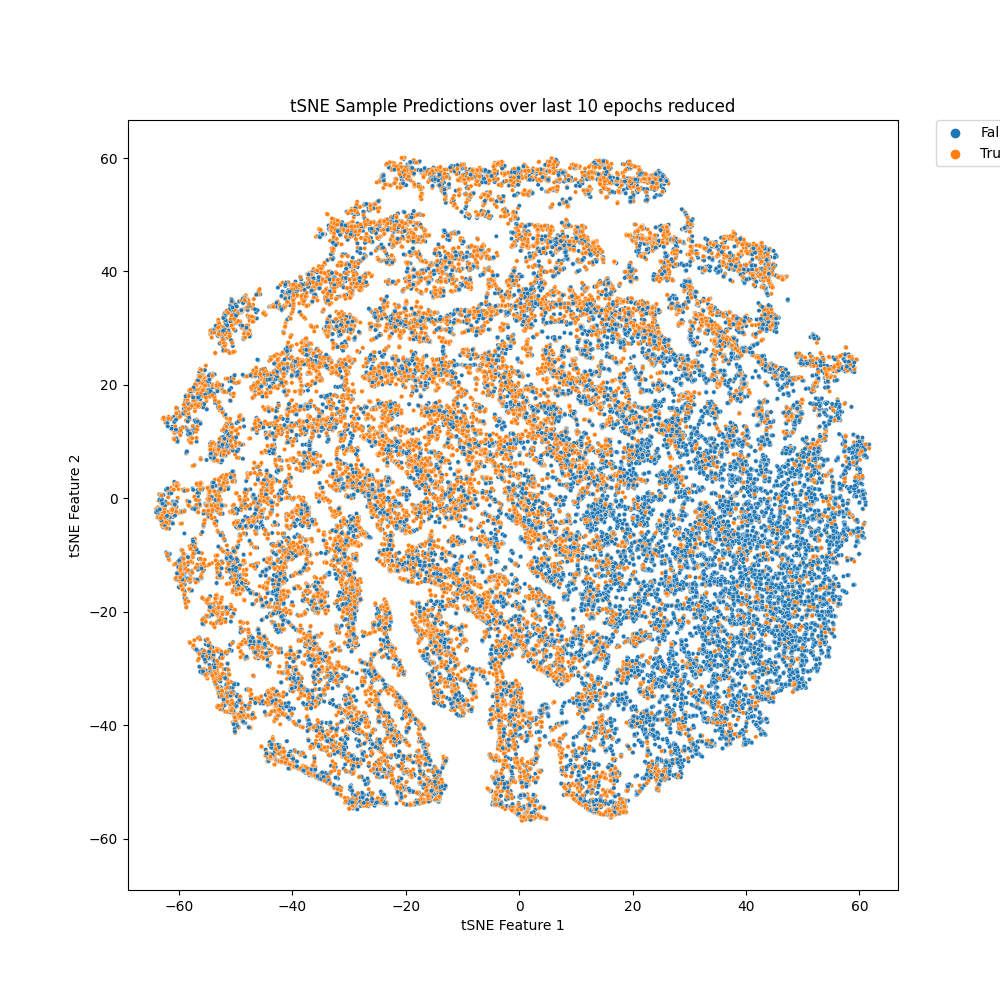 tSNE Sample Predictions over last 10 epochs reduced
Fal
Tru
60
40
20
0
−20
−40
−60
tSNE Feature 2
−60 −40 −20 0 20 40 60
tSNE Feature 1